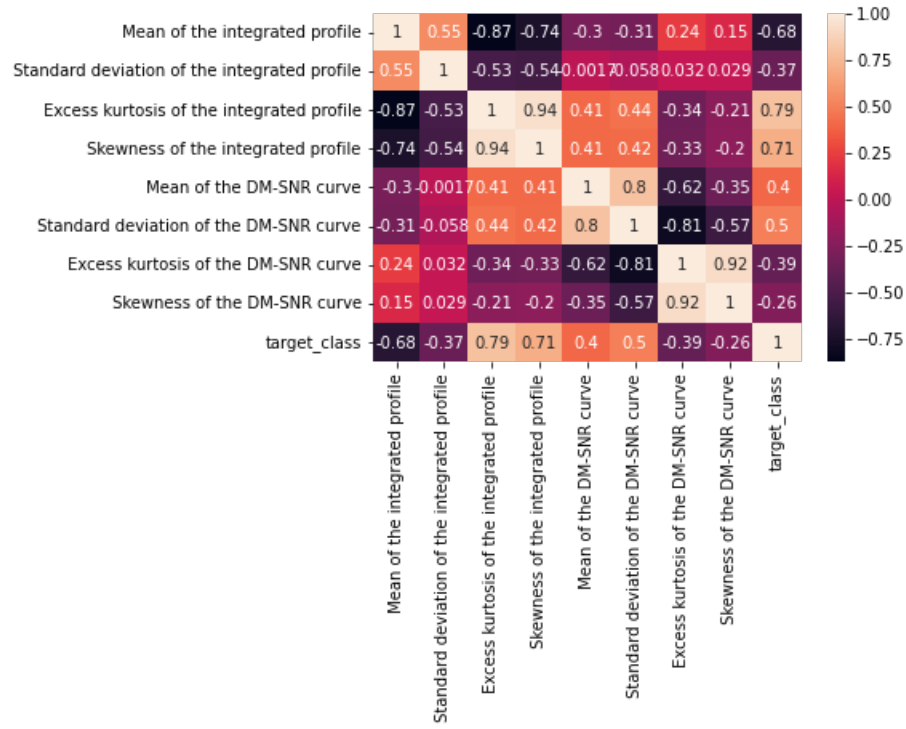 Mean of the integrated profile 1 0.55 -0.87 -0.74 -0.3 -0.31 0.24 0.15 -0.68
Standard deviation of the integrated profile 0.55 1 -0.53 -0.54 -0.0017 -0.058 0.032 0.029 -0.37
Excess kurtosis of the integrated profile -0.87 -0.53 1 0.94 0.41 0.44 -0.34 -0.21 0.79
Skewness of the integrated profile -0.74 -0.54 0.94 1 0.41 0.42 -0.33 -0.2 0.71
Mean of the DM-SNR curve -0.3 -0.0017 0.41 0.41 1 0.8 -0.62 -0.35 0.4
Standard deviation of the DM-SNR curve -0.31 -0.058 0.44 0.42 0.8 1 -0.81 -0.57 0.5
Excess kurtosis of the DM-SNR curve 0.24 0.032 -0.34 -0.33 -0.62 -0.81 1 0.92 -0.39
Skewness of the DM-SNR curve 0.15 0.029 -0.21 -0.2 -0.35 -0.57 0.92 1 -0.26
target_class -0.68 -0.37 0.79 0.71 0.4 0.5 -0.39 -0.26 1
1.00
0.75
0.50
0.25
0.00
−0.25
−0.50
−0.75
Mean of the integrated profile
Standard deviation of the integrated profile
Excess kurtosis of the integrated profile
Skewness of the integrated profile
Mean of the DM-SNR curve
Standard deviation of the DM-SNR curve
Excess kurtosis of the DM-SNR curve
Skewness of the DM-SNR curve
target_class